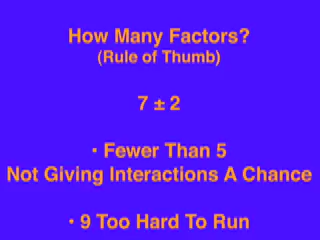 How Many Factors?
(Rule of Thumb)
7 ± 2
• Fewer Than 5
Not Giving Interactions A Chance
• 9 Too Hard To Run